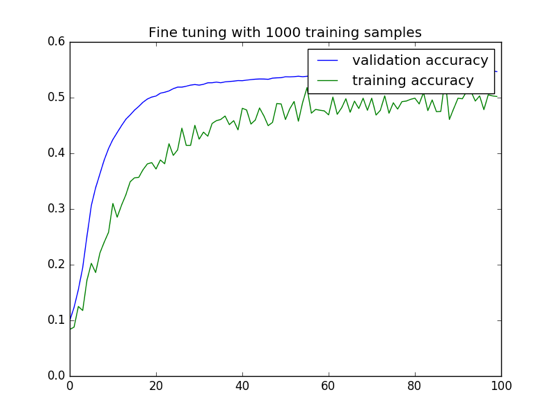 Fine tuning with 1000 training samples
0.6
validation accuracy
training accuracy
0.5
0.4
0.3
0.2
0.1
0.0
0 20 40 60 80 100